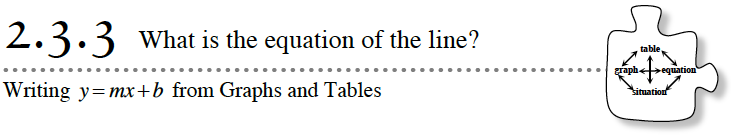 2.3.3 What is the equation of the line?
Writing y=mx+b from Graphs and Tables
table
graph equation
situation